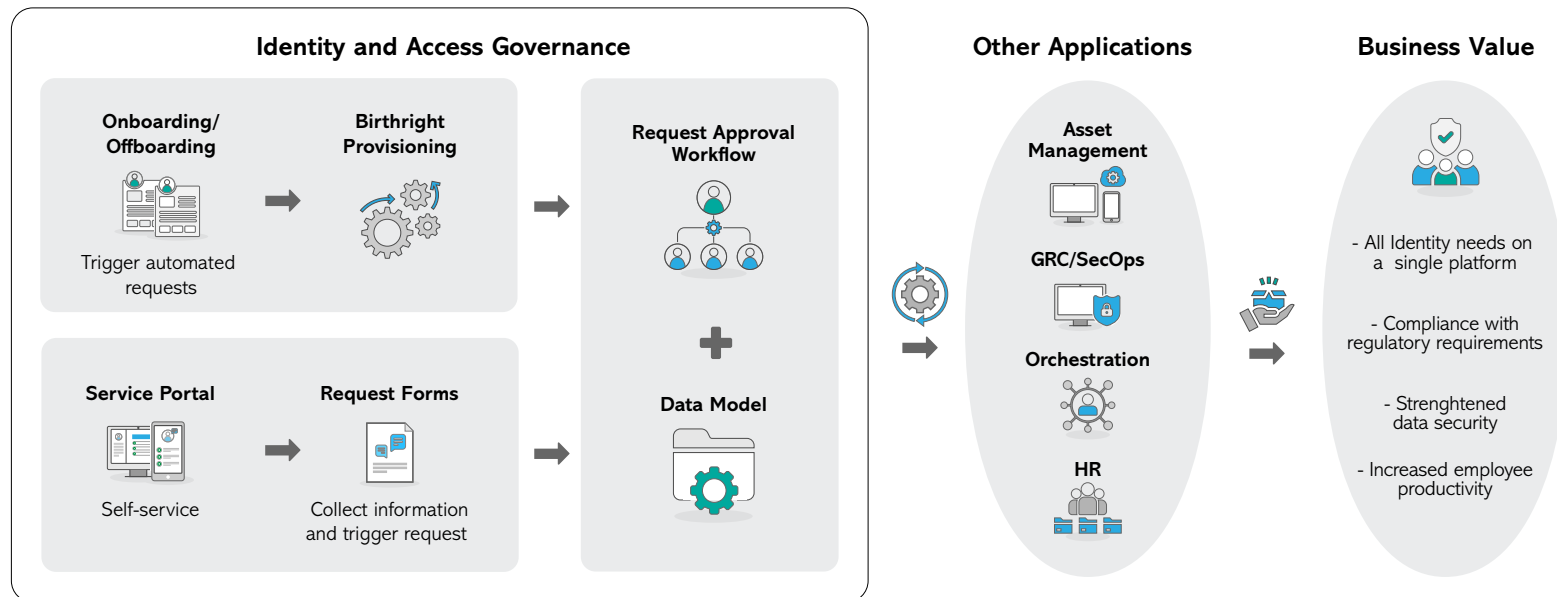 Identity and Access Governance
Onboarding/
Offboarding
Trigger automated
requests
Birthright
Provisioning
Service Portal
Self-service
Request Forms
Collect information
and trigger request
Request Approval
Workflow
Data Model
Other Applications
Asset
Management
GRC/SecOps
Orchestration
HR
Business Value
- All Identity needs on
a single platform
- Compliance with
regulatory requirements
- Strenghtened
data security
- Increased employee
productivity